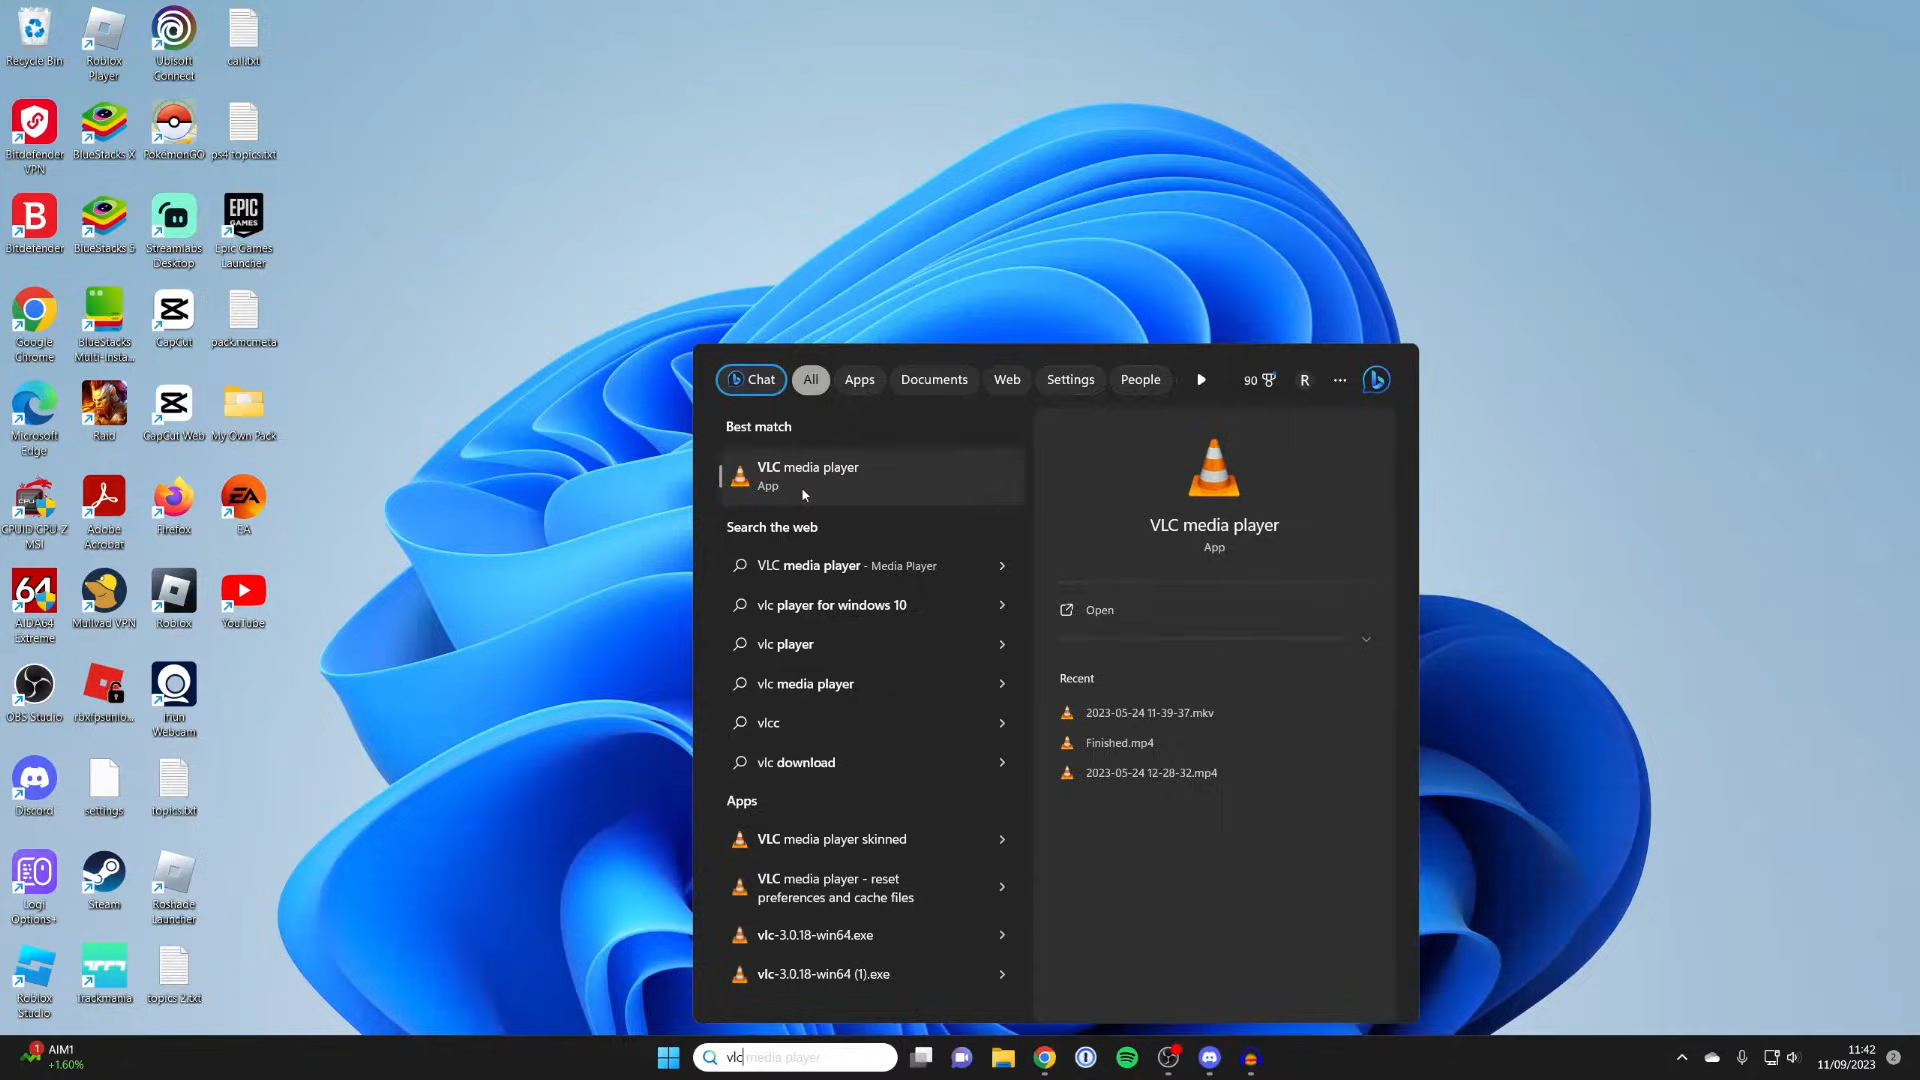 Recycle Bin
Roblox
Player
Ubisoft
Connect
call.txt
Bitdefender
VPN
BlueStacks X
PokemonGO
ps4 topics.txt
Bitdefender
BlueStacks 5
Streamlabs
Desktop
EPIC
GAMES
Epic Games
Launcher
Google
Chrome
BlueStacks
Multi-Insta...
CapCut
pack.mcmeta
Microsoft
Edge
Raid
CapCut Web
My Own Pack
CPUID CPU-Z
MSI
Adobe
Acrobat
Firefox
EA
64
AIDA64
Extreme
Mullvad VPN
Roblox
YouTube
OBS Studio
rbxfpsunlo...
Iriun
Webcam
Discord
settings
topics.txt
Logi
Options+
Steam
Roshade
Launcher
Roblox
Studio
Trackmania
topics 2.txt
Chat
All
Apps
Documents
Web
Settings
People
90
R
Best match
VLC media player
App
Search the web
VLC media player - Media Player
vlc player for windows 10
vlc player
vlc media player
vlcc
vlc download
Apps
VLC media player skinned
VLC media player - reset
preferences and cache files
vlc-3.0.18-win64.exe
vlc-3.0.18-win64 (1).exe
VLC media player
App
Open
Recent
2023-05-24 11-39-37.mkv
Finished.mp4
2023-05-24 12-28-32.mp4
1
AIM1
+1.60%
vlc media player
11:42
11/09/2023
2